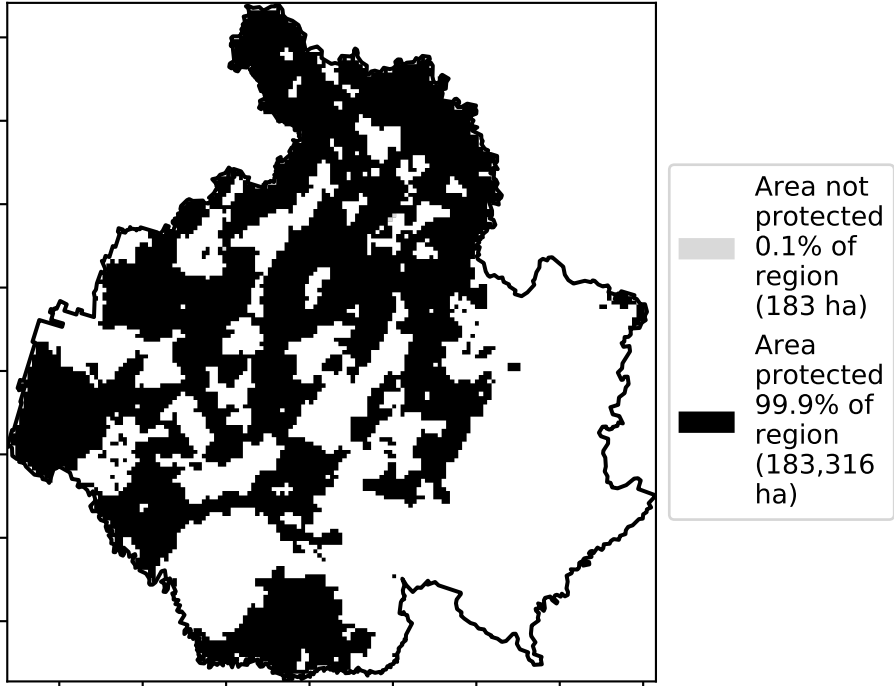 Area not
protected
0.1% of
region
(183 ha)
Area
protected
99.9% of
region
(183,316
ha)